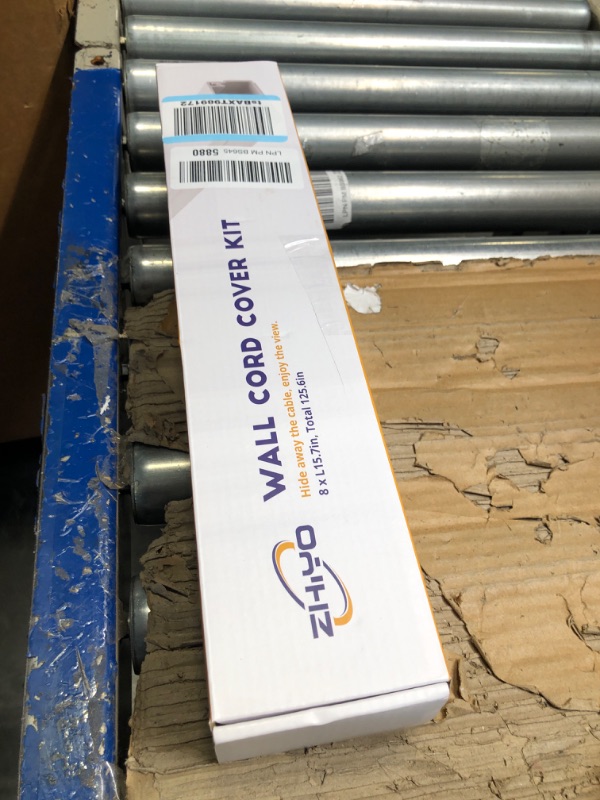 ZHiYO
WALL CORD COVER KIT
Hide away the cable, enjoy the view.
8 x L15.7in, Total 125.6in
LPN PM B5645 5880